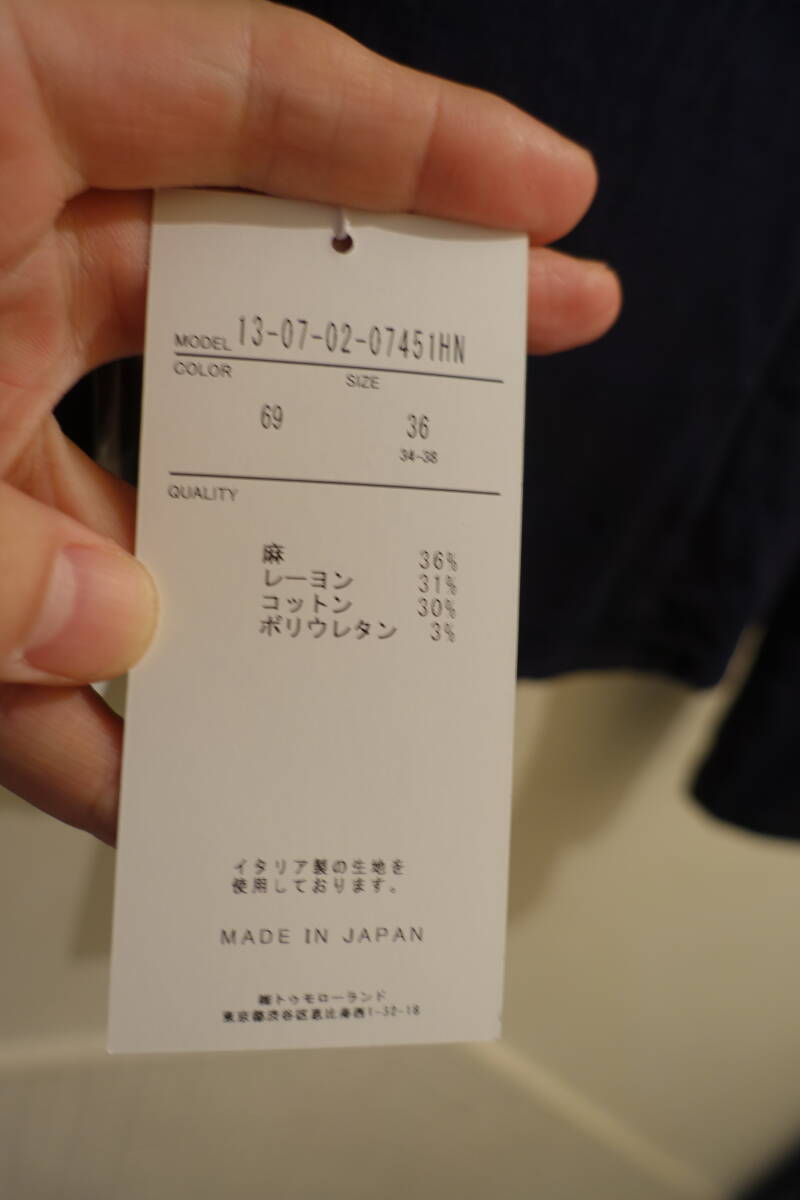 MODEL 13-07-02-07451HN
COLOR SIZE
69 36
34-38
QUALITY
麻 36%
レーヨン 31%
コットン 30%
ポリウレタン 3%
イタリア製の生地を
使用しております。
MADE IN JAPAN
㈱トゥモローランド
東京都渋谷区恵比寿西1-32-18